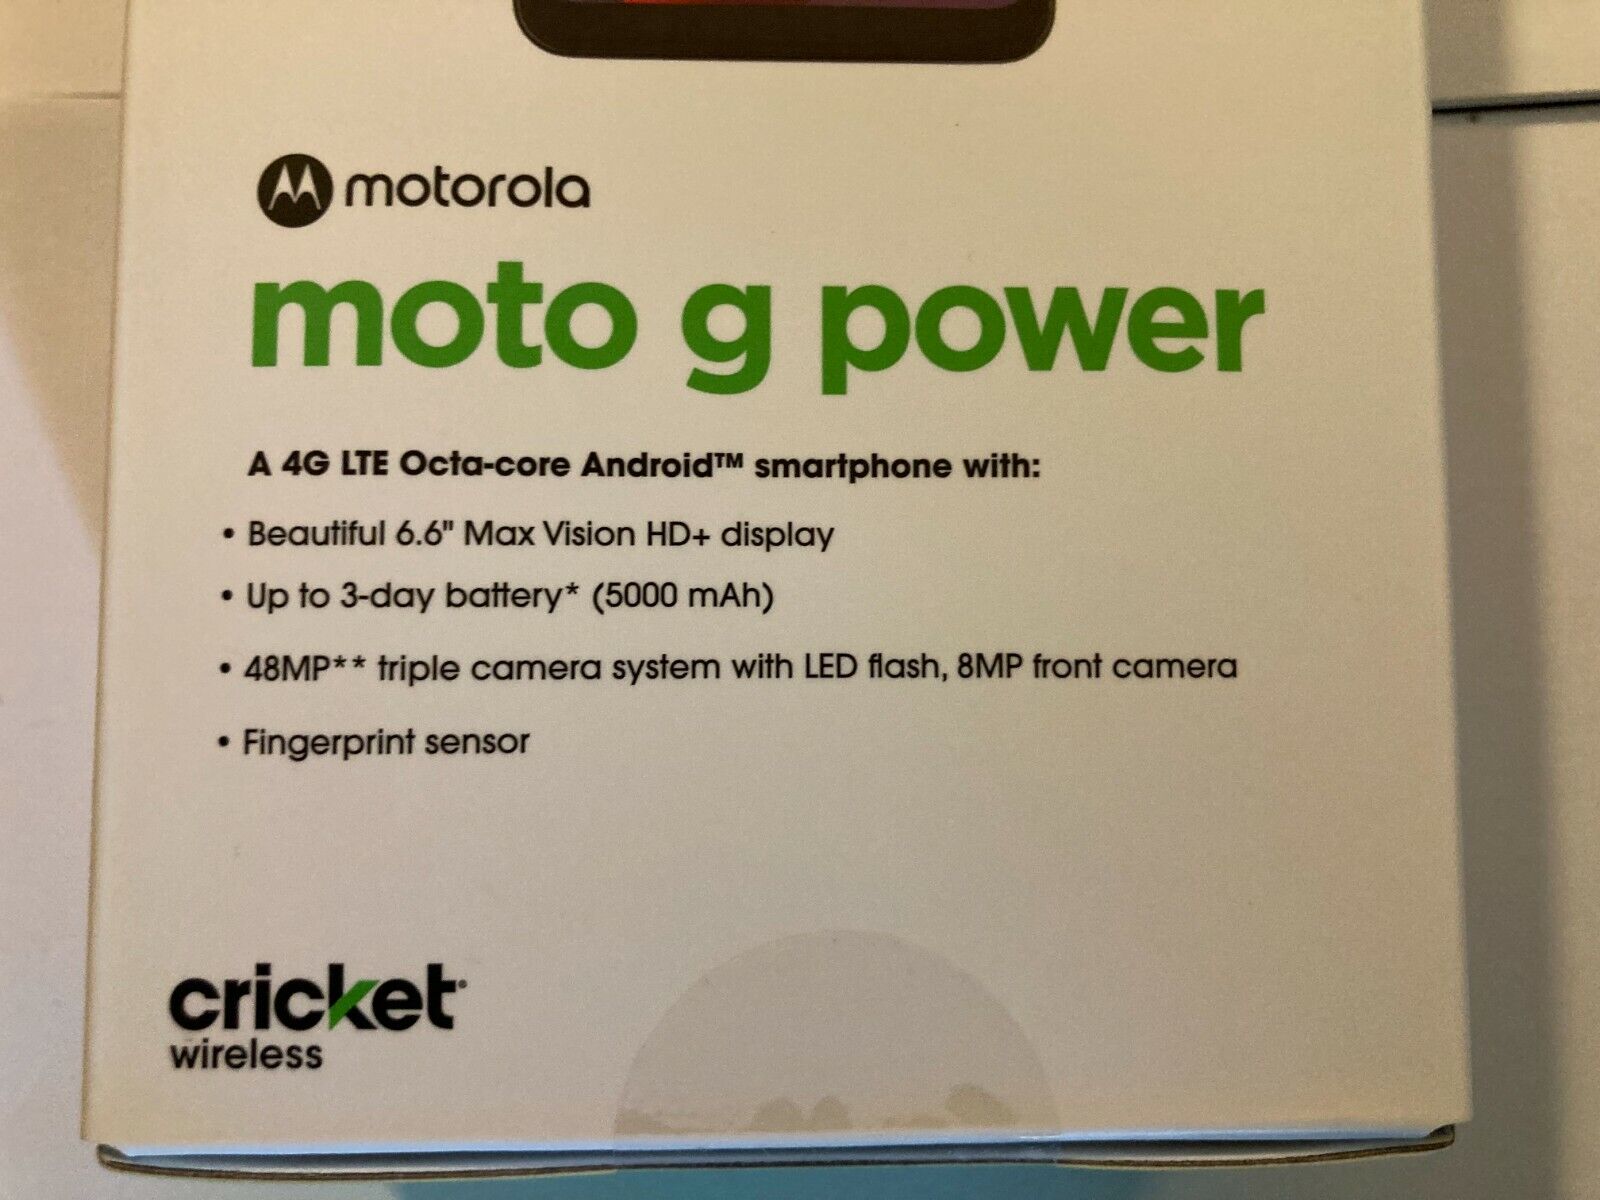 motorola
moto g power
A 4G LTE Octa-core Android™ smartphone with:
• Beautiful 6.6" Max Vision HD+ display
• Up to 3-day battery* (5000 mAh)
• 48MP** triple camera system with LED flash, 8MP front camera
• Fingerprint sensor
cricket
wireless